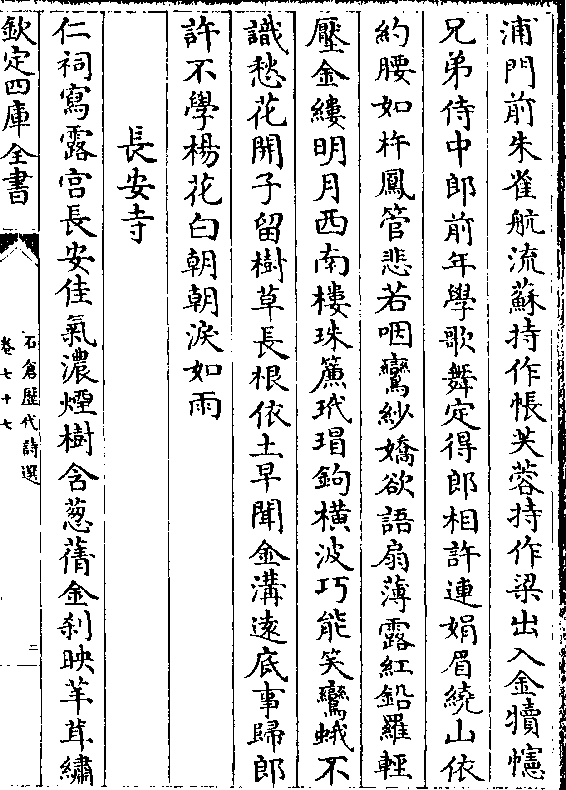 浦門前朱雀航流蘇持作帳芙蓉持作梁出入金犢幰
兄弟侍中郎前年學歌舞定得郎相許連娟眉繞山依
約腰如杵鳳管悲若咽鸞紗嬌欲語扇薄露紅鉛羅輕
壓金縷明月西南樓珠簾玳瑁鉤橫波巧能笑鸞蛾不
識愁花開子留樹草長根依土早聞金溝遠底事歸郎
許不學楊花白朝朝淚如雨
長安寺
仁祠寫露宫長安佳氣濃煙樹含葱蒨金刹映芊茸繡
欽定四庫全書
石倉歷代詩選
卷七十七
二